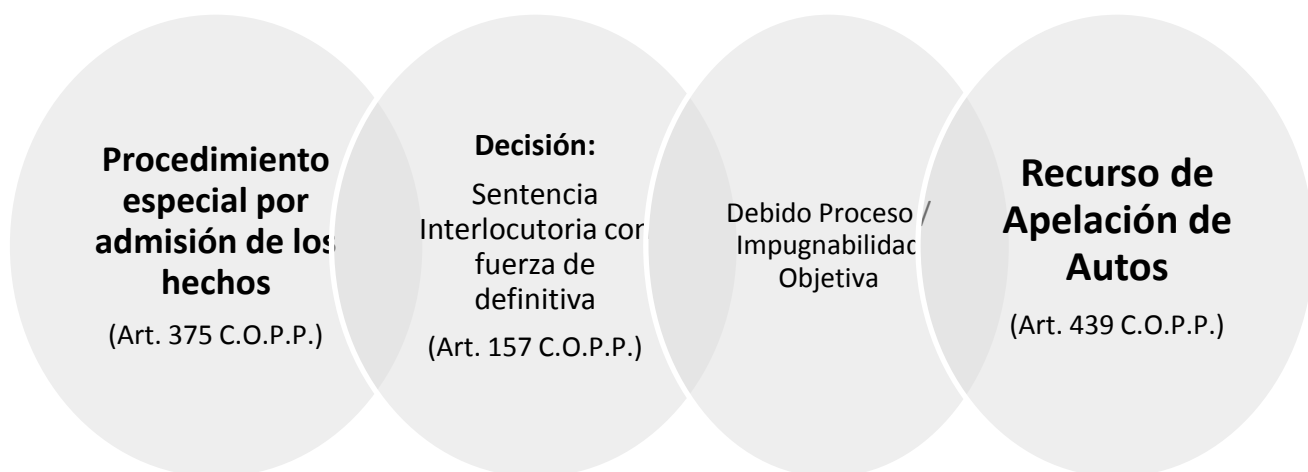 Procedimiento
especial por
admisión de los
hechos
(Art. 375 C.O.P.P.)
Decisión:
Sentencia
Interlocutoria con
fuerza de
definitiva
(Art. 157 C.O.P.P.)
Debido Proceso /
Impugnabilidad
Objetiva
Recurso de
Apelación de
Autos
(Art. 439 C.O.P.P.)